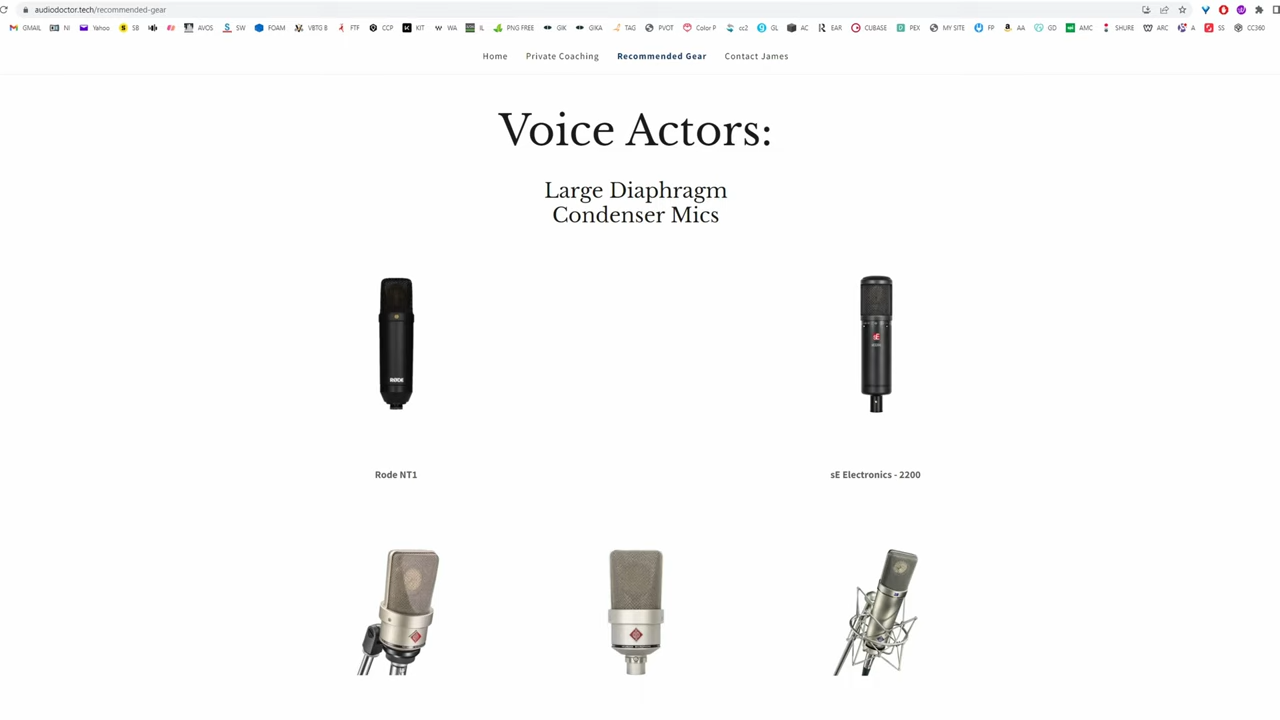 audiodoctor.tech/recommended-gear
GMAIL NI Yahoo SB IL AVOS SW FOAM VBTG B FTF CCP KIT WA IL PNG FREE GIK GIKA TAG PVOT Color P cc2 GL AC EAR CUBASE PEX MY SITE FP AA GD AMC SHURE ARC A SS CC360
Home Private Coaching Recommended Gear Contact James
Voice Actors:
Large Diaphragm
Condenser Mics
RØDE
sE
Rode NT1 sE Electronics - 2200